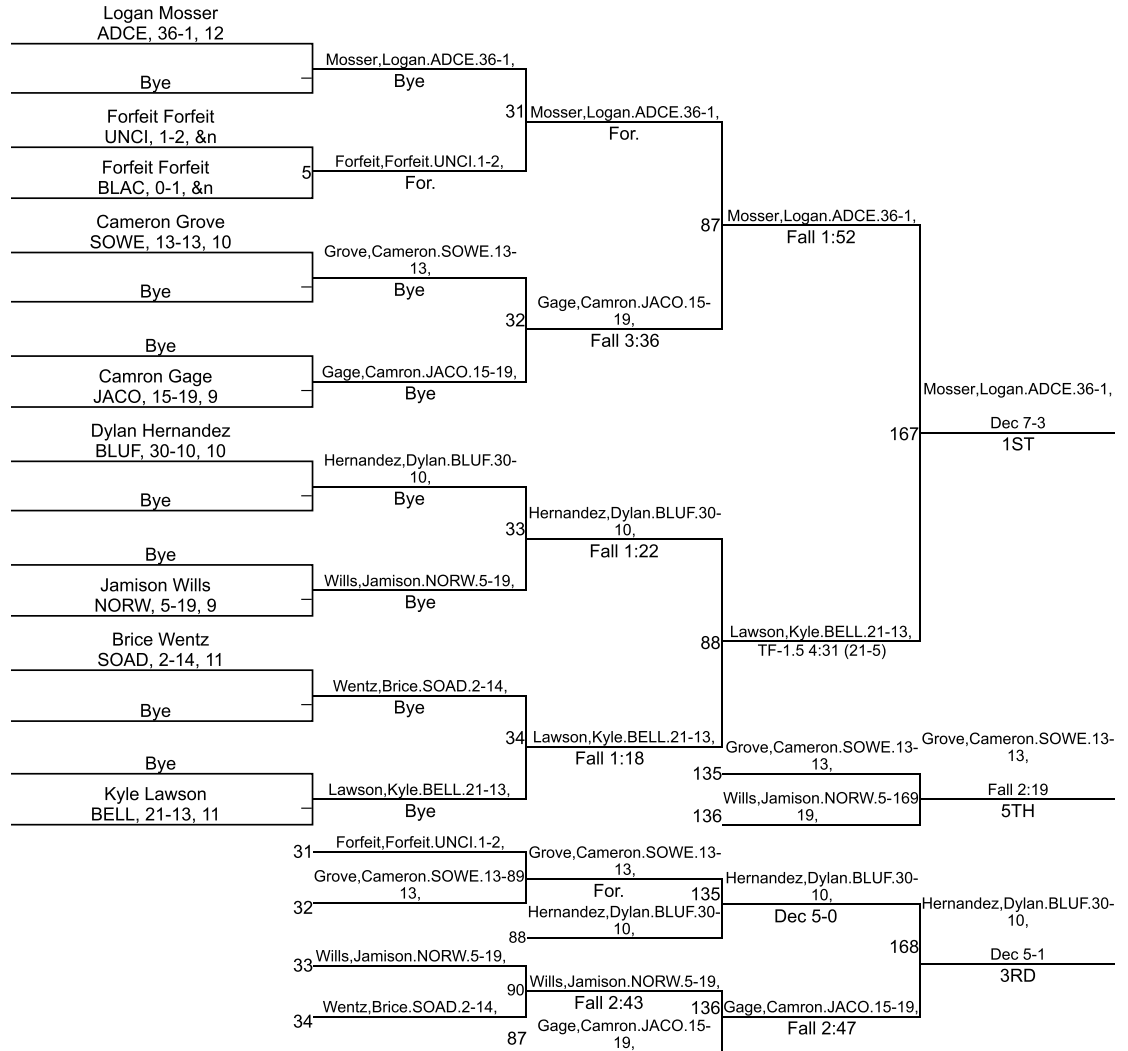 Logan Mosser
ADCE, 36-1, 12
Bye
Mosser,Logan.ADCE.36-1,
Bye
Forfeit Forfeit
UNCI, 1-2, &n
Forfeit Forfeit
BLAC, 0-1, &n
5
Forfeit,Forfeit.UNCI.1-2,
For.
31
Mosser,Logan.ADCE.36-1,
For.
Cameron Grove
SOWE, 13-13, 10
Bye
Grove,Cameron.SOWE.13-
13,
Bye
Bye
Camron Gage
JACO, 15-19, 9
Gage,Camron.JACO.15-19,
Bye
32
Gage,Camron.JACO.15-
19,
Fall 3:36
87
Mosser,Logan.ADCE.36-1,
Fall 1:52
Dylan Hernandez
BLUF, 30-10, 10
Bye
Hernandez,Dylan.BLUF.30-
10,
Bye
Bye
Jamison Wills
NORW, 5-19, 9
Wills,Jamison.NORW.5-19,
Bye
33
Hernandez,Dylan.BLUF.30-
10,
Fall 1:22
Brice Wentz
SOAD, 2-14, 11
Bye
Wentz,Brice.SOAD.2-14,
Bye
Bye
Kyle Lawson
BELL, 21-13, 11
Lawson,Kyle.BELL.21-13,
Bye
34
Lawson,Kyle.BELL.21-13,
Fall 1:18
88
Lawson,Kyle.BELL.21-13,
TF-1.5 4:31 (21-5)
167
Mosser,Logan.ADCE.36-1,
Dec 7-3
1ST
135
Grove,Cameron.SOWE.13-
13,
136
Wills,Jamison.NORW.5-169
19,
Grove,Cameron.SOWE.13-
13,
Fall 2:19
5TH
31
Forfeit,Forfeit.UNCI.1-2,
32
Grove,Cameron.SOWE.13-89
13,
Grove,Cameron.SOWE.13-
13,
For.
88
Hernandez,Dylan.BLUF.30-
10,
135
Hernandez,Dylan.BLUF.30-
10,
Dec 5-0
33
Wills,Jamison.NORW.5-19,
34
Wentz,Brice.SOAD.2-14,
90
Wills,Jamison.NORW.5-19,
Fall 2:43
87
Gage,Camron.JACO.15-
19,
136
Gage,Camron.JACO.15-19,
Fall 2:47
168
Hernandez,Dylan.BLUF.30-
10,
Dec 5-1
3RD